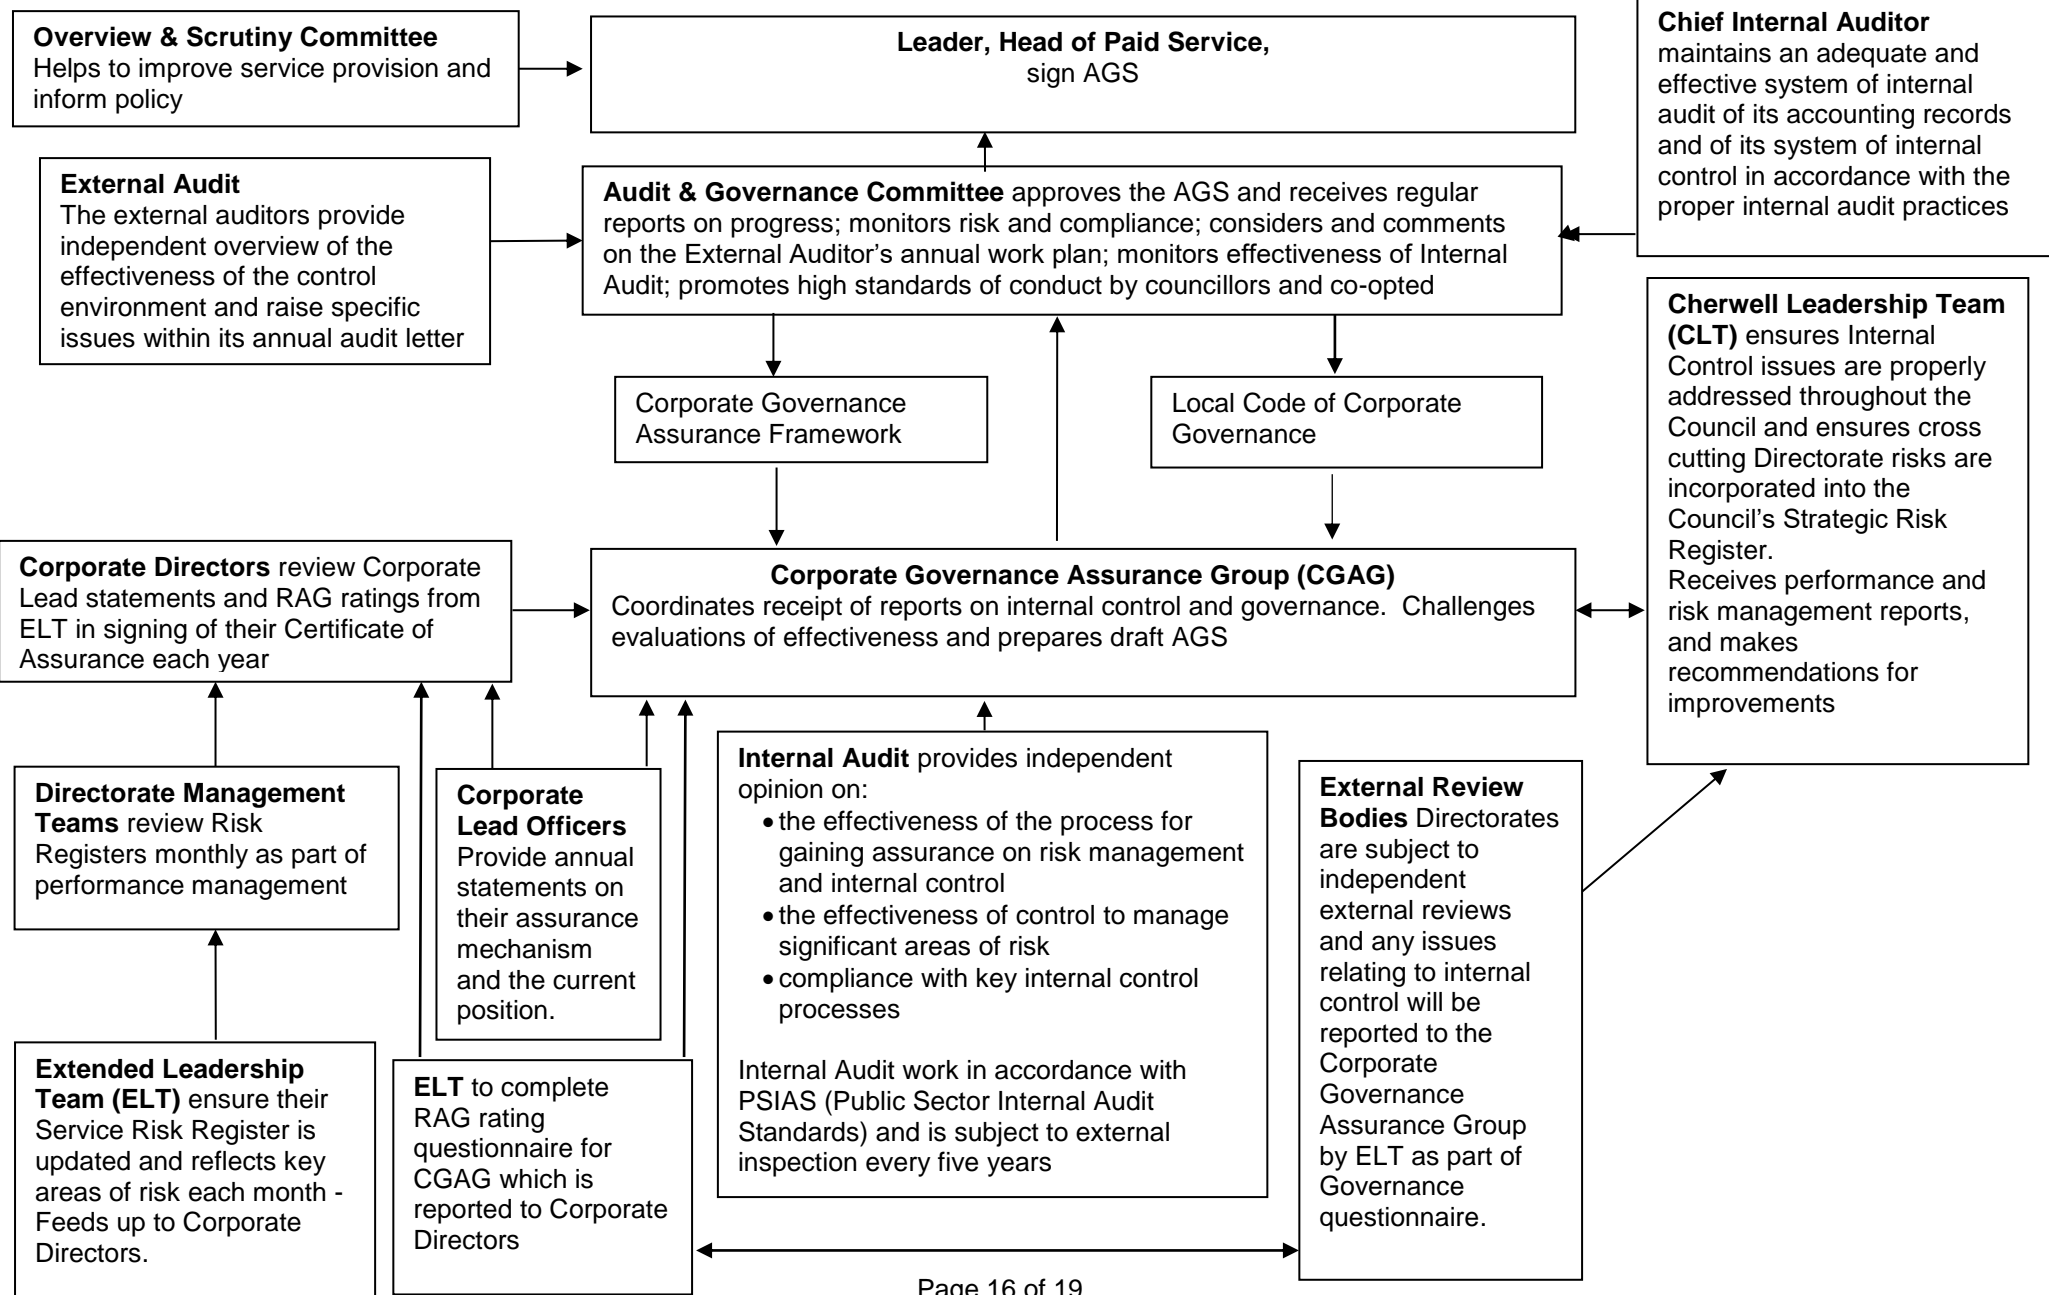 Overview & Scrutiny Committee
Helps to improve service provision and
inform policy
Leader, Head of Paid Service,
sign AGS
Chief Internal Auditor
maintains an adequate and
effective system of internal
audit of its accounting records
and of its system of internal
control in accordance with the
proper internal audit practices
External Audit
The external auditors provide
independent overview of the
effectiveness of the control
environment and raise specific
issues within its annual audit letter
Audit & Governance Committee approves the AGS and receives regular
reports on progress; monitors risk and compliance; considers and comments
on the External Auditor’s annual work plan; monitors effectiveness of Internal
Audit; promotes high standards of conduct by councillors and co-opted
Cherwell Leadership Team
(CLT) ensures Internal
Control issues are properly
addressed throughout the
Council and ensures cross
cutting Directorate risks are
incorporated into the
Council’s Strategic Risk
Register.
Receives performance and
risk management reports,
and makes
recommendations for
improvements
Corporate Governance
Assurance Framework
Local Code of Corporate
Governance
Corporate Directors review Corporate
Lead statements and RAG ratings from
ELT in signing of their Certificate of
Assurance each year
Corporate Governance Assurance Group (CGAG)
Coordinates receipt of reports on internal control and governance.  Challenges
evaluations of effectiveness and prepares draft AGS
Directorate Management
Teams review Risk
Registers monthly as part of
performance management
Corporate
Lead Officers
Provide annual
statements on
their assurance
mechanism
and the current
position.
Internal Audit provides independent
opinion on:
• the effectiveness of the process for
gaining assurance on risk management
and internal control
• the effectiveness of control to manage
significant areas of risk
• compliance with key internal control
processes
Internal Audit work in accordance with
PSIAS (Public Sector Internal Audit
Standards) and is subject to external
inspection every five years
External Review
Bodies Directorates
are subject to
independent
external reviews
and any issues
relating to internal
control will be
reported to the
Corporate
Governance
Assurance Group
by ELT as part of
Governance
questionnaire.
Extended Leadership
Team (ELT) ensure their
Service Risk Register is
updated and reflects key
areas of risk each month -
Feeds up to Corporate
Directors.
ELT to complete
RAG rating
questionnaire for
CGAG which is
reported to Corporate
Directors
Page 16 of 19